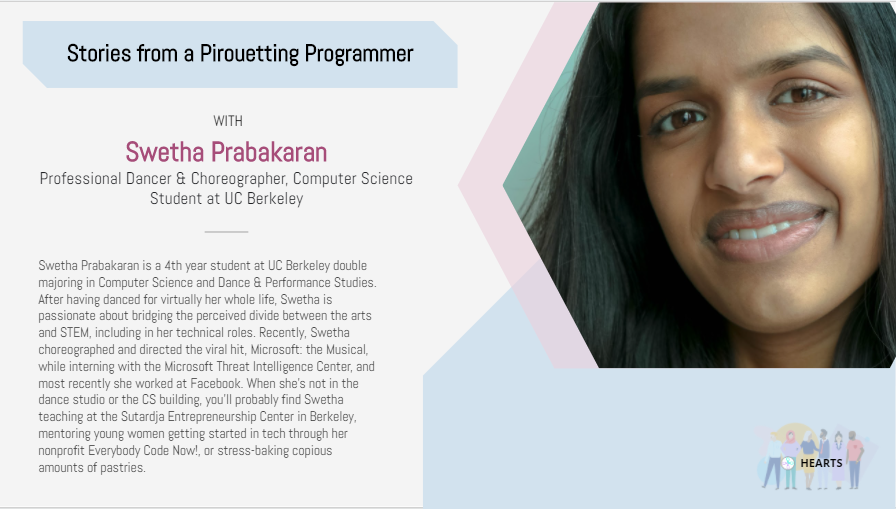 Stories from a Pirouetting Programmer
WITH
Swetha Prabakaran
Professional Dancer & Choreographer, Computer Science
Student at UC Berkeley
Swetha Prabakaran is a 4th year student at UC Berkeley double
majoring in Computer Science and Dance & Performance Studies.
After having danced for virtually her whole life, Swetha is
passionate about bridging the perceived divide between the arts
and STEM, including in her technical roles. Recently, Swetha
choreographed and directed the viral hit, Microsoft: the Musical,
while interning with the Microsoft Threat Intelligence Center, and
most recently she worked at Facebook. When she's not in the
dance studio or the CS building, you'll probably find Swetha
teaching at the Sutardja Entrepreneurship Center in Berkeley,
mentoring young women getting started in tech through her
nonprofit Everybody Code Now!, or stress-baking copious
amounts of pastries.
HEARTS